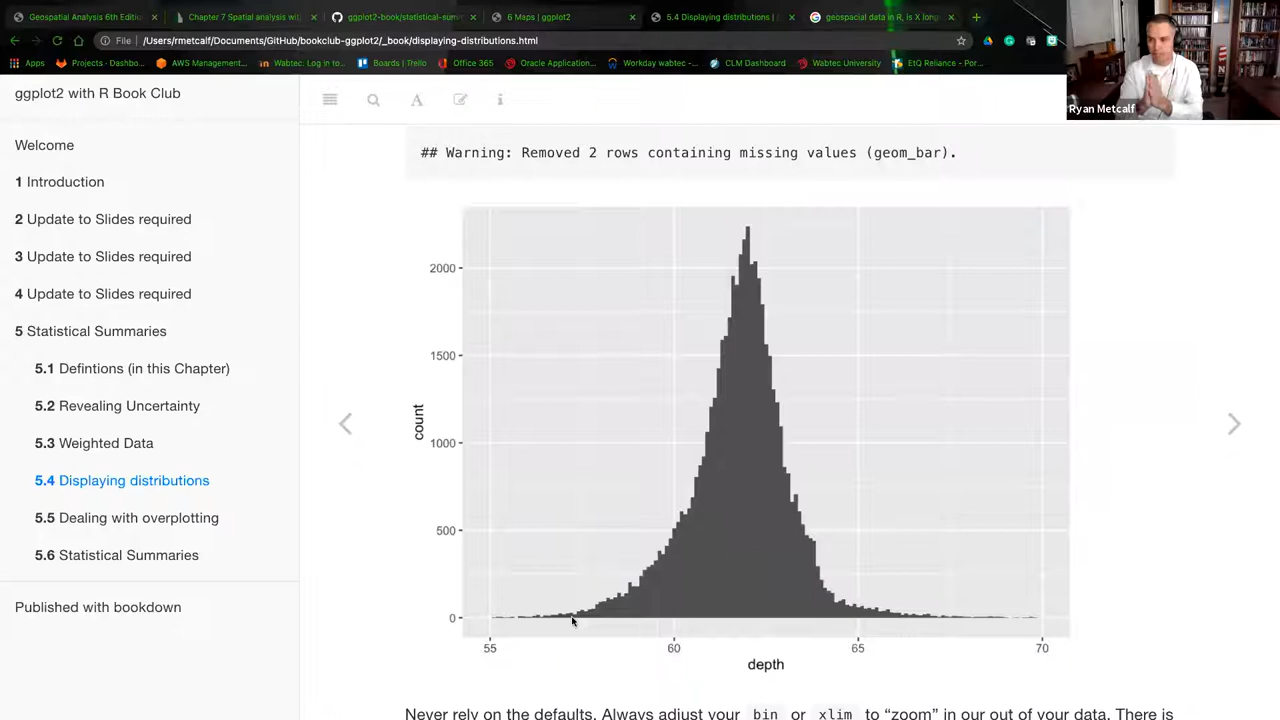 Geospatial Analysis 6th Editi
Chapter 7 Spatial analysis wit
ggplot2-book/statistical-sum
6 Maps | ggplot2
5.4 Displaying distributions |
geospacial data in R, is X long
File
/Users/rmetcalf/Documents/GitHub/bookclub-ggplot2/_book/displaying-distributions.html
Apps
Projects · Dashbo...
AWS Management...
Wabtec, Log in to...
Boards | Trello
Office 365
Oracle Application...
Workday wabtec -...
CLM Dashboard
Wabtec University
EtQ Reliance - Por...
Ryan Metcalf
ggplot2 with R Book Club
Welcome
1 Introduction
2 Update to Slides required
3 Update to Slides required
4 Update to Slides required
5 Statistical Summaries
5.1 Defintions (in this Chapter)
5.2 Revealing Uncertainty
5.3 Weighted Data
5.4 Displaying distributions
5.5 Dealing with overplotting
5.6 Statistical Summaries
Published with bookdown
## Warning: Removed 2 rows containing missing values (geom_bar).
2000
1500
1000
500
0
count
55
60
65
70
depth
Never rely on the defaults. Always adjust your bin or xlim to “zoom” in our out of your data. There is